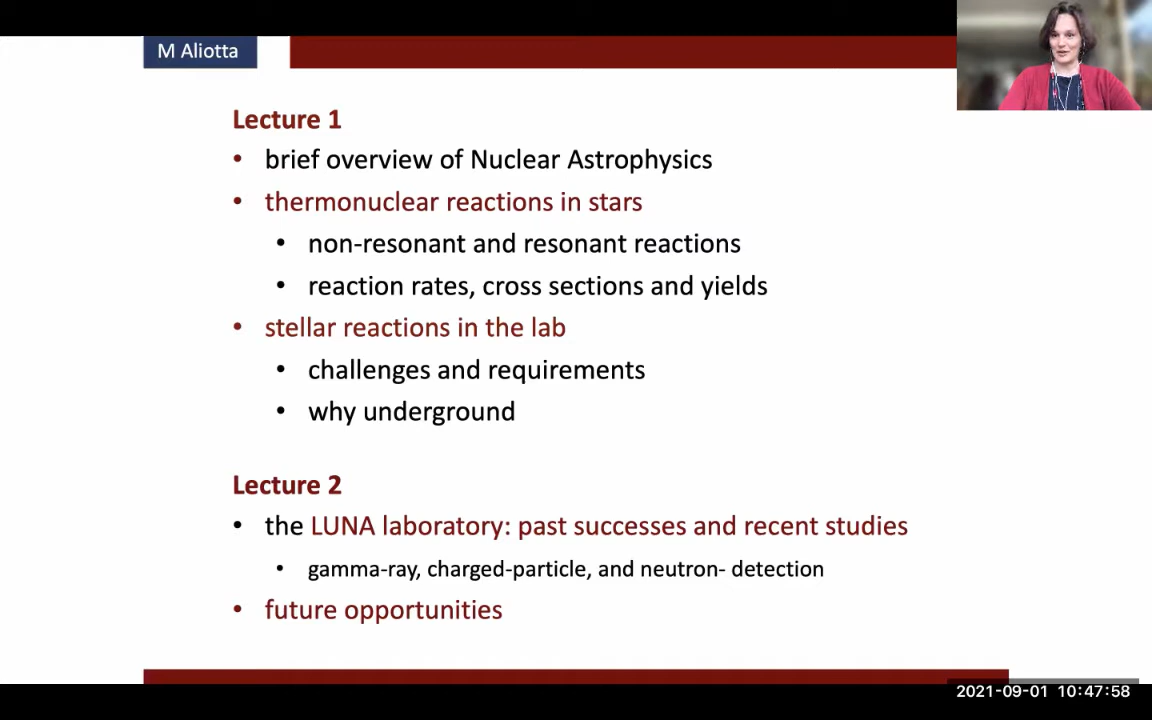 M Aliotta
Lecture 1
• brief overview of Nuclear Astrophysics
• thermonuclear reactions in stars
• non-resonant and resonant reactions
• reaction rates, cross sections and yields
• stellar reactions in the lab
• challenges and requirements
• why underground
Lecture 2
• the LUNA laboratory: past successes and recent studies
• gamma-ray, charged-particle, and neutron- detection
• future opportunities
2021-09-01 10:47:58